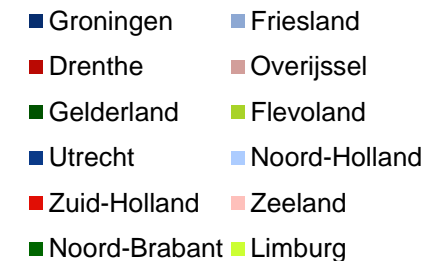 Groningen Friesland
Drenthe Overijssel
Gelderland Flevoland
Utrecht Noord-Holland
Zuid-Holland Zeeland
Noord-Brabant Limburg